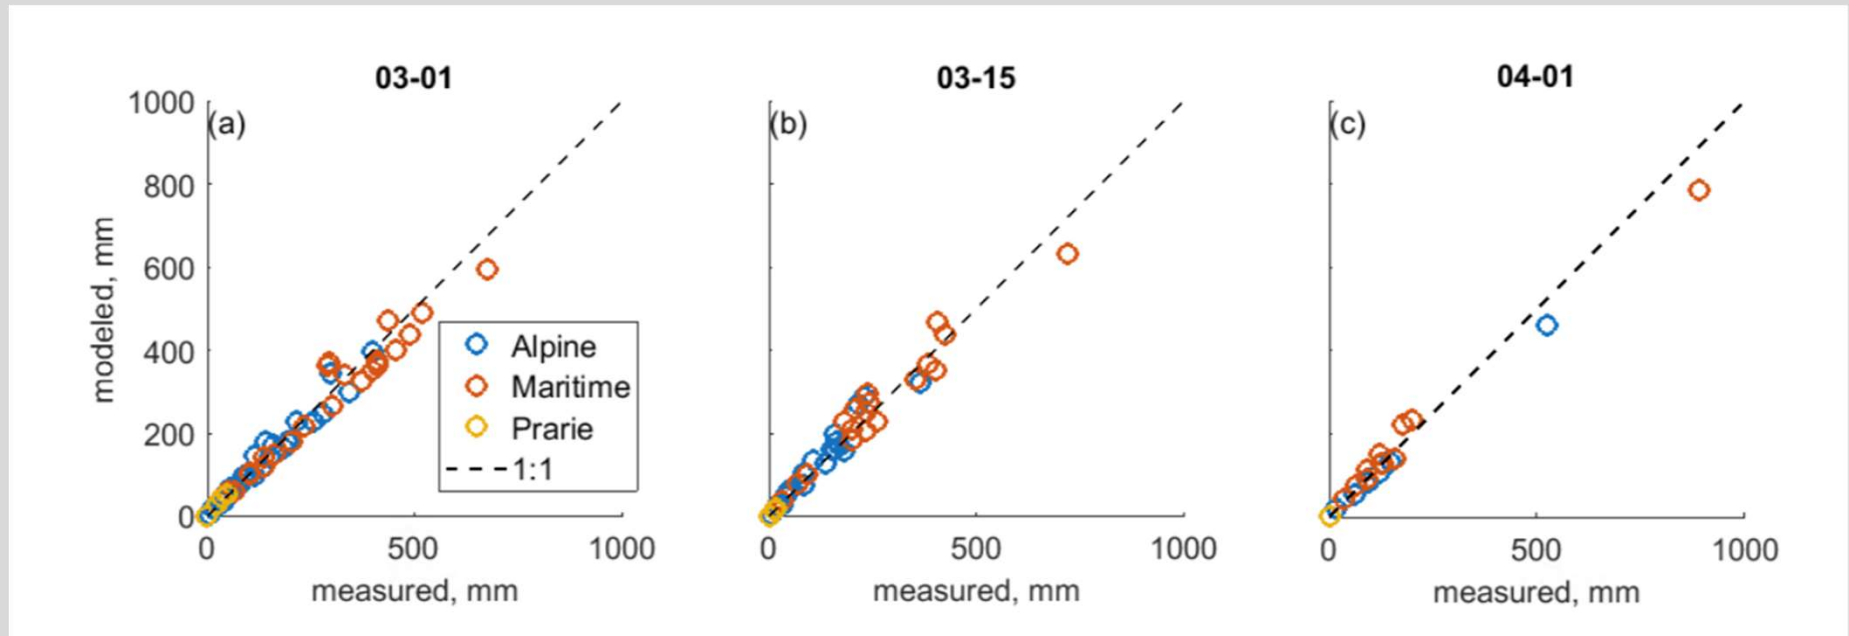 03-01
03-15
04-01
(a)
(b)
(c)
1000
800
600
400
200
0
modeled, mm
Alpine
Maritime
Prarie
1:1
0 500 1000
0 500 1000
0 500 1000
measured, mm
measured, mm
measured, mm